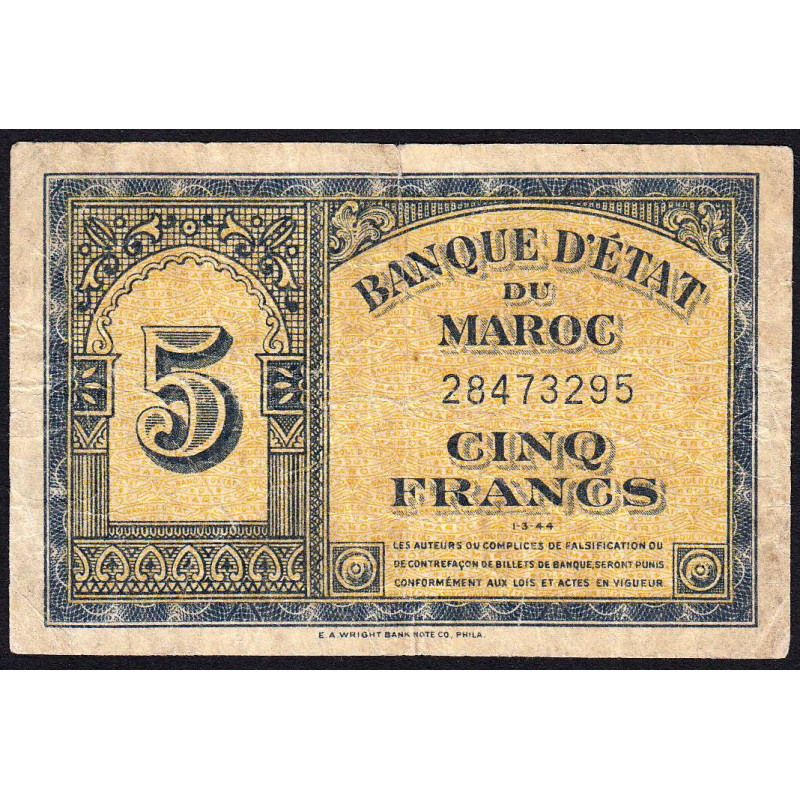 5
BANQUE D'ÉTAT
DU
MAROC
28473295
CINQ
FRANCS
1-3-44
LES AUTEURS OU COMPLICES DE FALSIFICATION OU
DE CONTREFAÇON DE BILLETS DE BANQUE, SERONT PUNIS
CONFORMÉMENT AUX LOIS ET ACTES EN VIGUEUR
E. A. WRIGHT BANK NOTE CO., PHILA.